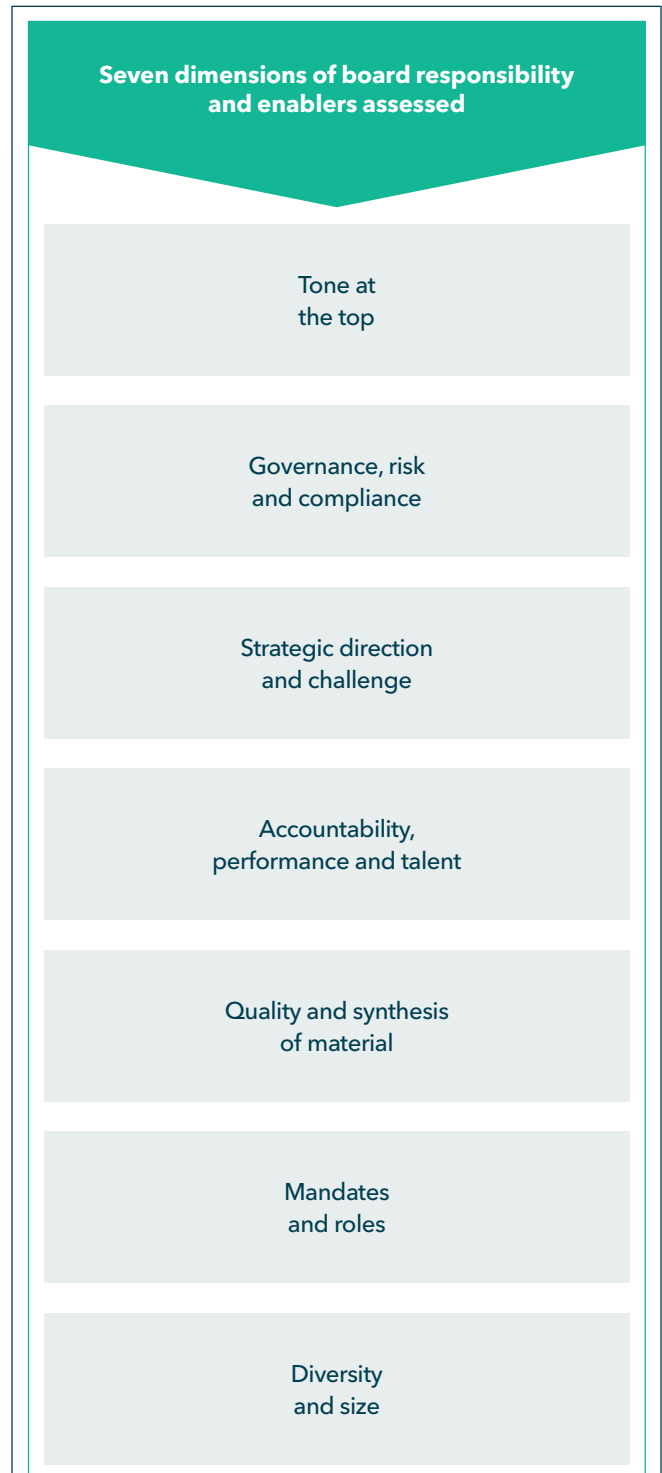 Seven dimensions of board responsibility
and enablers assessed
Tone at
the top
Governance, risk
and compliance
Strategic direction
and challenge
Accountability,
performance and talent
Quality and synthesis
of material
Mandates
and roles
Diversity
and size